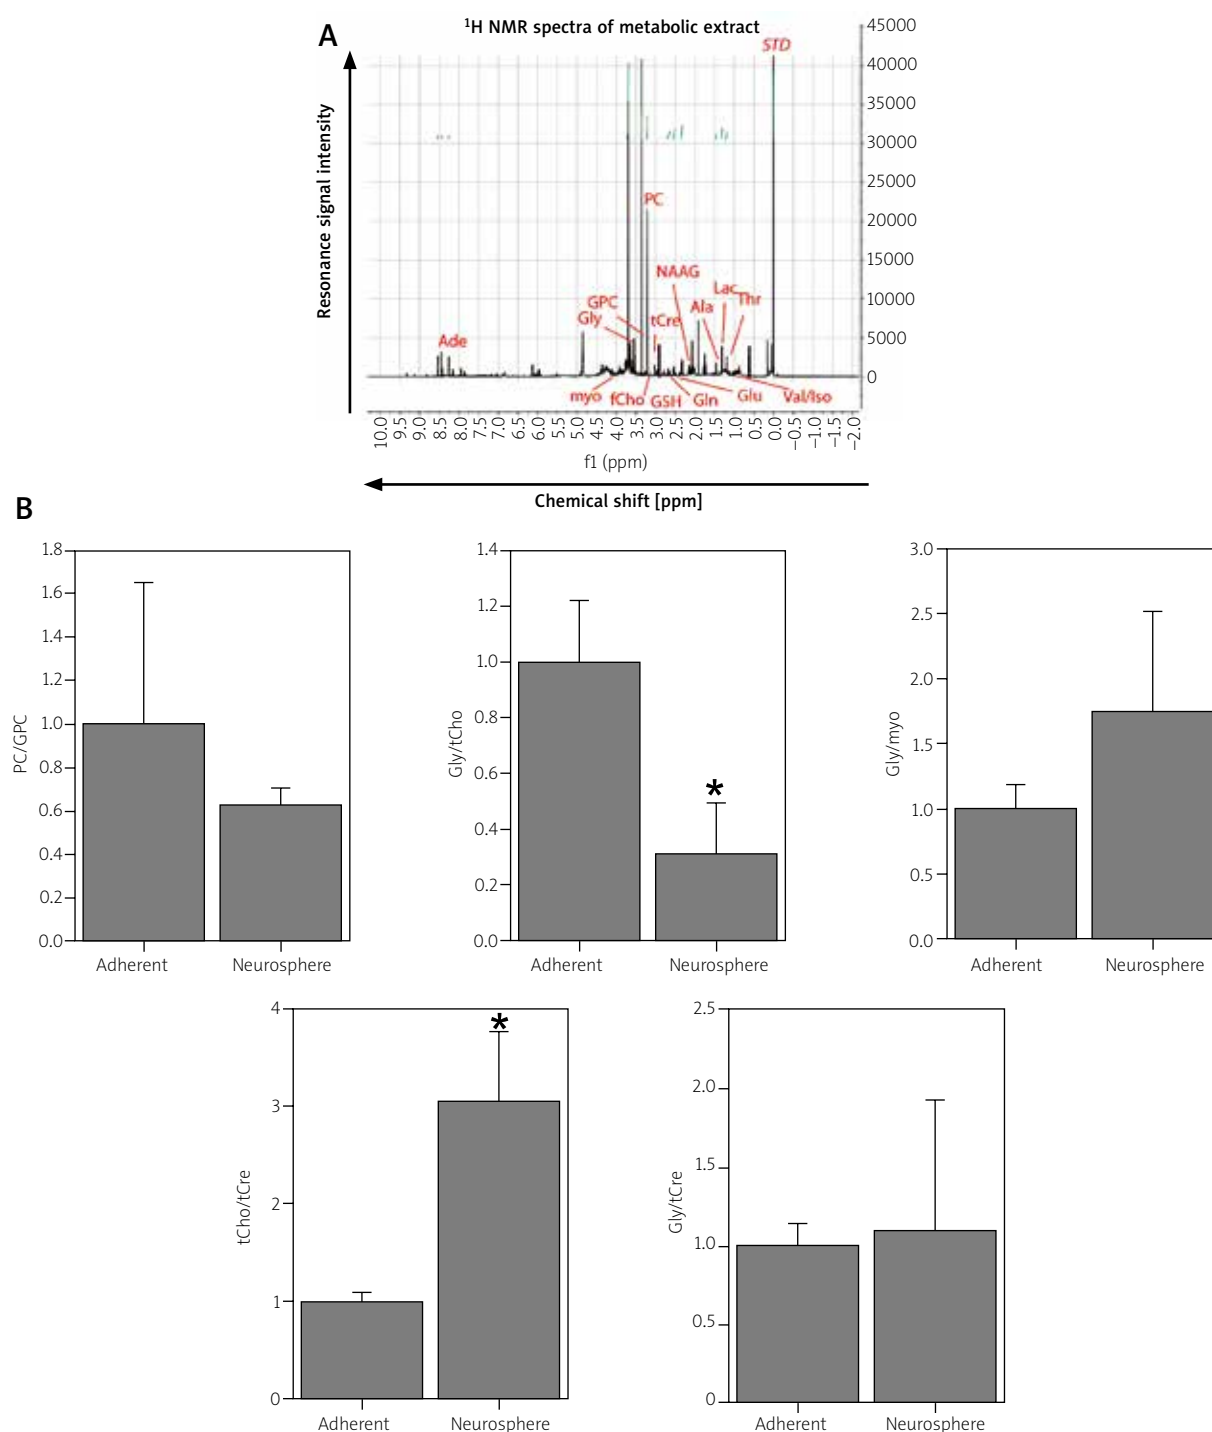 A
¹H NMR spectra of metabolic extract
STD
45000
40000
35000
30000
25000
20000
15000
10000
5000
0
Resonance signal intensity
PC
NAAG
Lac
Thr
GPC
Ala
Gly
tCre
Ade
myo
fCho
GSH
Gln
Glu
Val/Iso
10.0 9.5 9.0 8.5 8.0 7.5 7.0 6.5 6.0 5.5 5.0 4.5 4.0 3.5 3.0 2.5 2.0 1.5 1.0 0.5 0.0 –0.5 –1.0 –1.5 –2.0
f1 (ppm)
Chemical shift [ppm]
B
PC/GPC
1.8
1.6
1.4
1.2
1.0
0.8
0.6
0.4
0.2
0.0
Adherent Neurosphere
Gly/tCho
1.4
1.2
1.0
0.8
0.6
0.4
0.2
0.0
*
Adherent Neurosphere
Gly/myo
3.0
2.5
2.0
1.5
1.0
0.5
0.0
Adherent Neurosphere
tCho/tCre
4
3
2
1
0
*
Adherent Neurosphere
Gly/tCre
2.5
2.0
1.5
1.0
0.5
0
Adherent Neurosphere